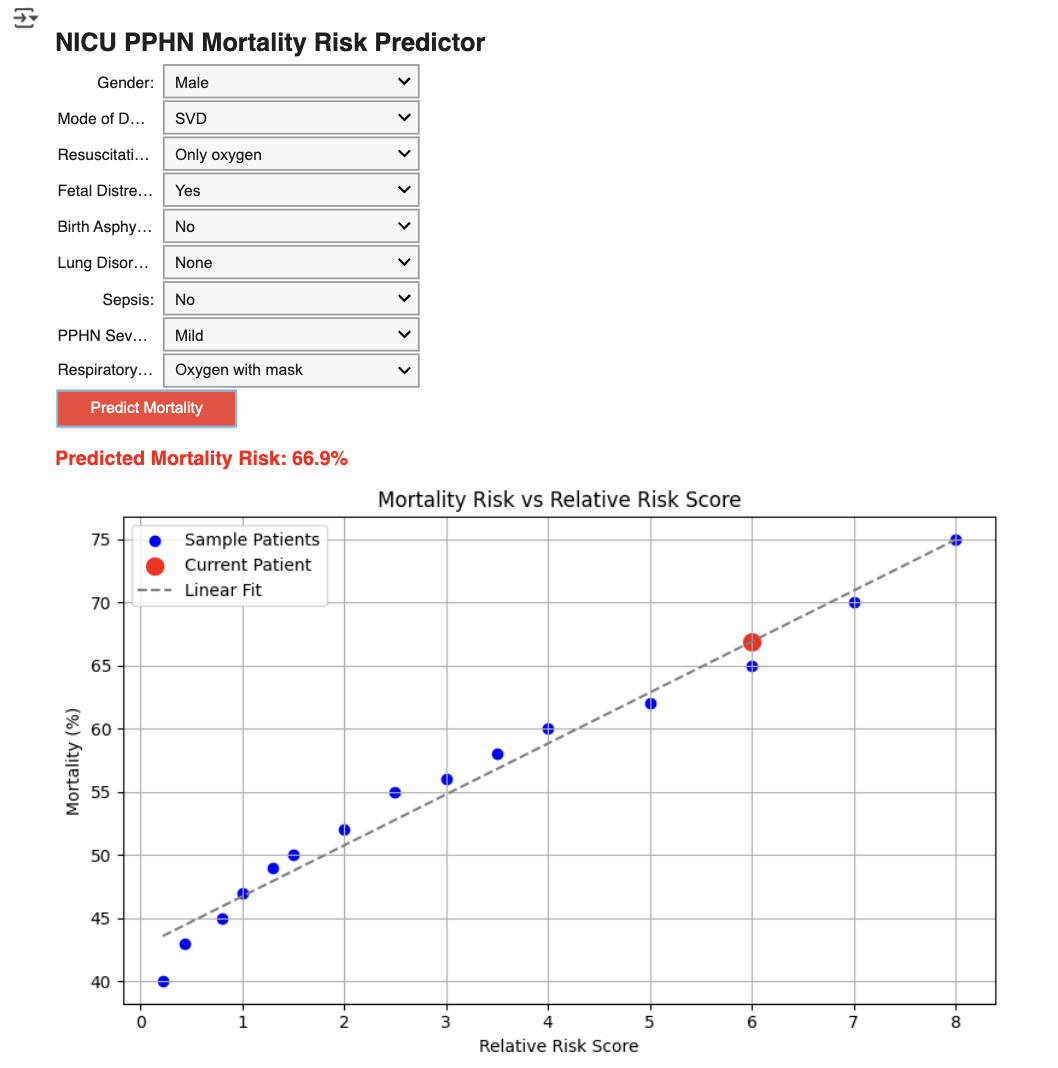 NICU PPHN Mortality Risk Predictor
Gender: Male
Mode of D... SVD
Resuscitati... Only oxygen
Fetal Distre... Yes
Birth Asphy... No
Lung Disor... None
Sepsis: No
PPHN Sev... Mild
Respiratory... Oxygen with mask
Predict Mortality
Predicted Mortality Risk: 66.9%
Mortality Risk vs Relative Risk Score
Sample Patients
Current Patient
Linear Fit
75
70
65
60
55
50
45
40
Mortality (%)
0 1 2 3 4 5 6 7 8
Relative Risk Score